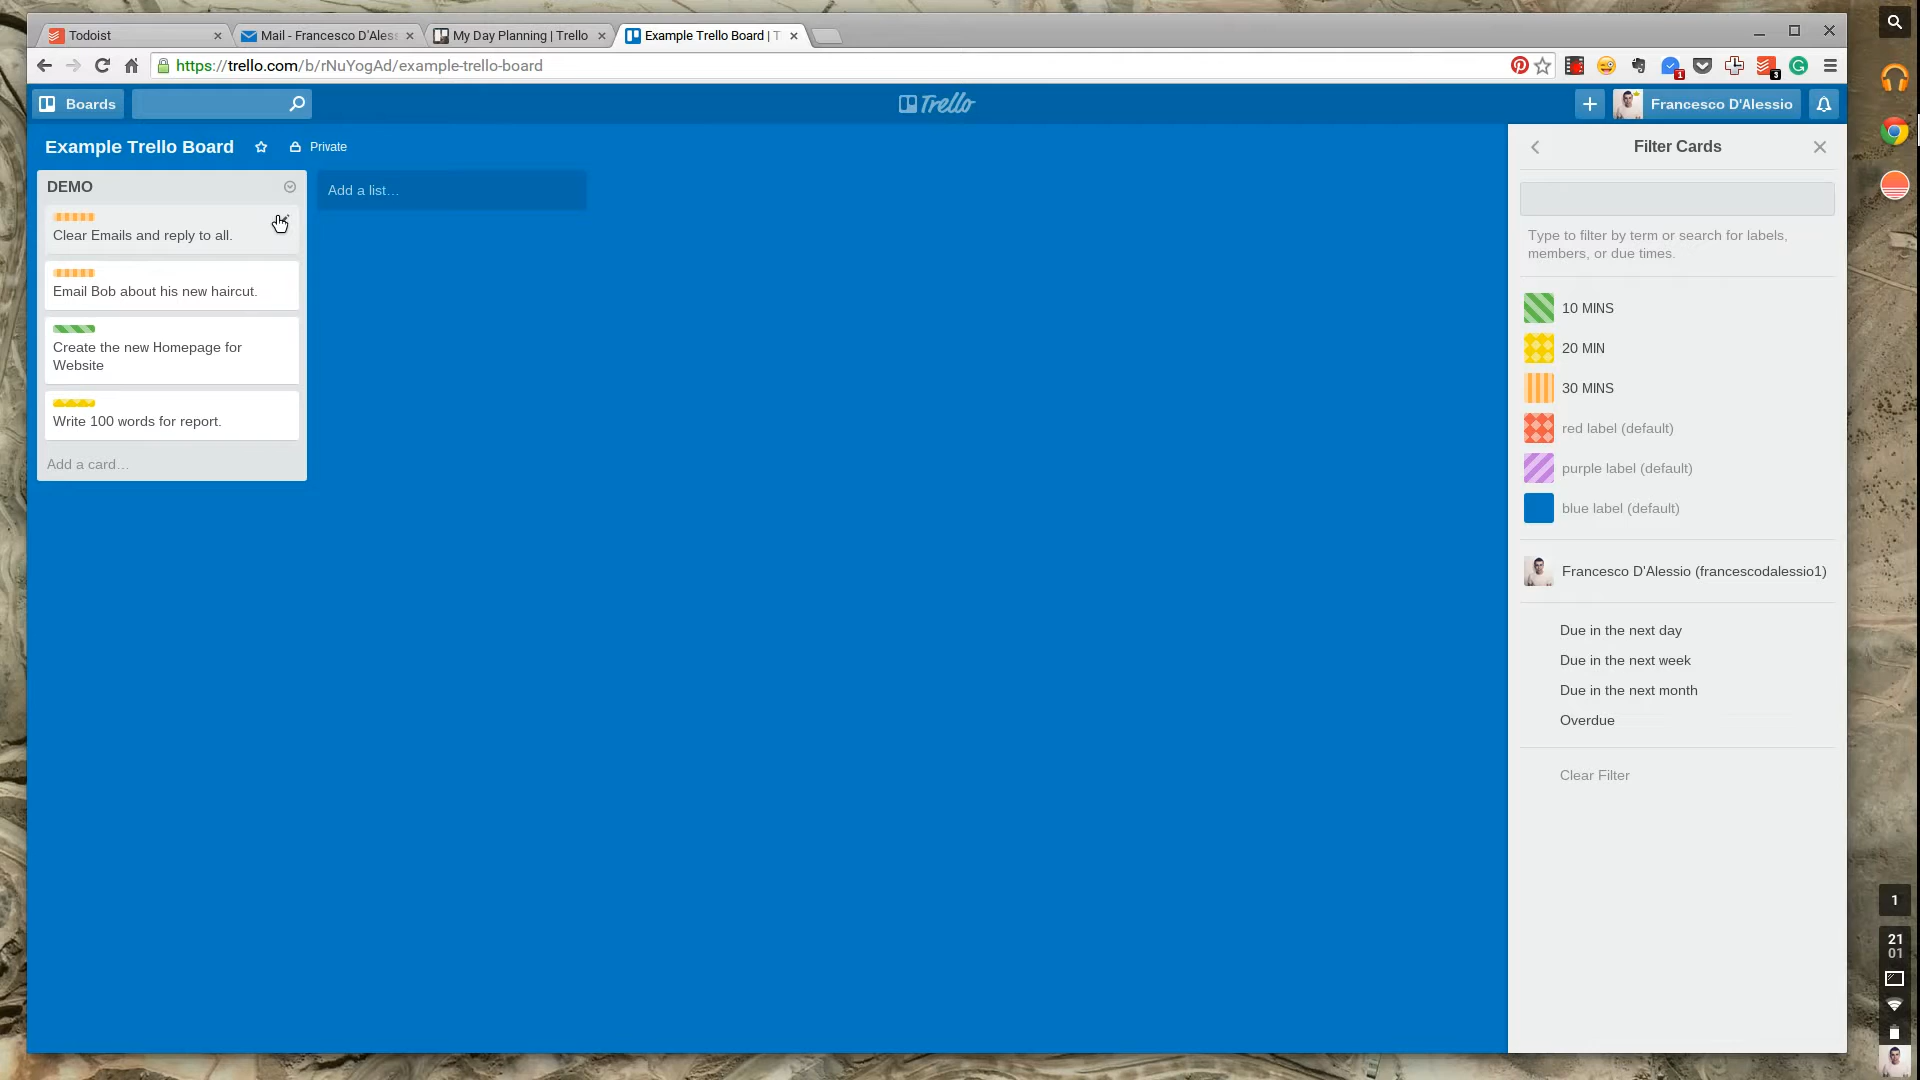 Todoist
Mail - Francesco D'Aless
My Day Planning | Trello
Example Trello Board | T
https://trello.com/b/rNuYogAd/example-trello-board
1
3
Boards
Trello
Francesco D'Alessio
Example Trello Board
Private
DEMO
Clear Emails and reply to all.
Email Bob about his new haircut.
Create the new Homepage for
Website
Write 100 words for report.
Add a card…
Add a list…
Filter Cards
Type to filter by term or search for labels,
members, or due times.
10 MINS
20 MIN
30 MINS
red label (default)
purple label (default)
blue label (default)
Francesco D'Alessio (francescodalessio1)
Due in the next day
Due in the next week
Due in the next month
Overdue
Clear Filter
1
21
01